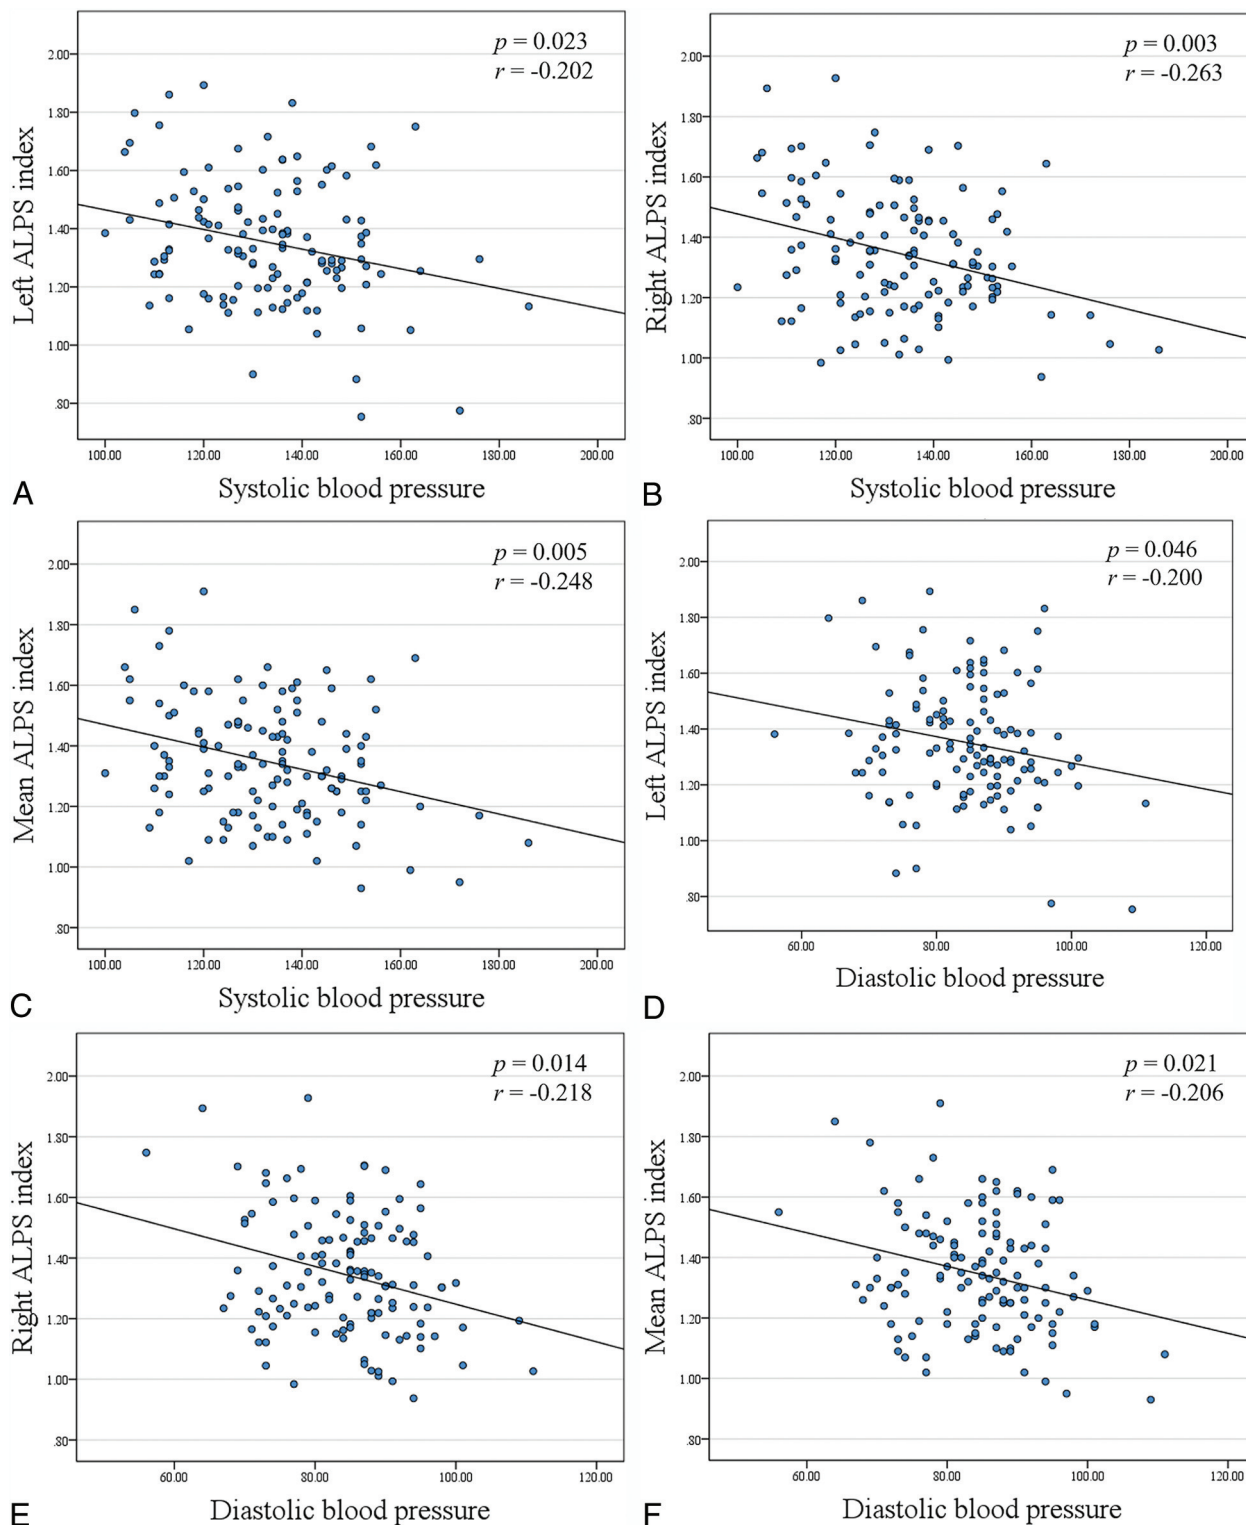 p = 0.023
r = -0.202
2.00
1.80
1.60
1.40
1.20
1.00
.80
Left ALPS index
100.00 120.00 140.00 160.00 180.00 200.00
Systolic blood pressure
A
p = 0.003
r = -0.263
2.00
1.80
1.60
1.40
1.20
1.00
.80
Right ALPS index
100.00 120.00 140.00 160.00 180.00 200.00
Systolic blood pressure
B
p = 0.005
r = -0.248
2.00
1.80
1.60
1.40
1.20
1.00
.80
Mean ALPS index
100.00 120.00 140.00 160.00 180.00 200.00
Systolic blood pressure
C
p = 0.046
r = -0.200
2.00
1.80
1.60
1.40
1.20
1.00
.80
Left ALPS index
60.00 80.00 100.00 120.00
Diastolic blood pressure
D
p = 0.014
r = -0.218
2.00
1.80
1.60
1.40
1.20
1.00
.80
Right ALPS index
60.00 80.00 100.00 120.00
Diastolic blood pressure
E
p = 0.021
r = -0.206
2.00
1.80
1.60
1.40
1.20
1.00
.80
Mean ALPS index
60.00 80.00 100.00 120.00
Diastolic blood pressure
F